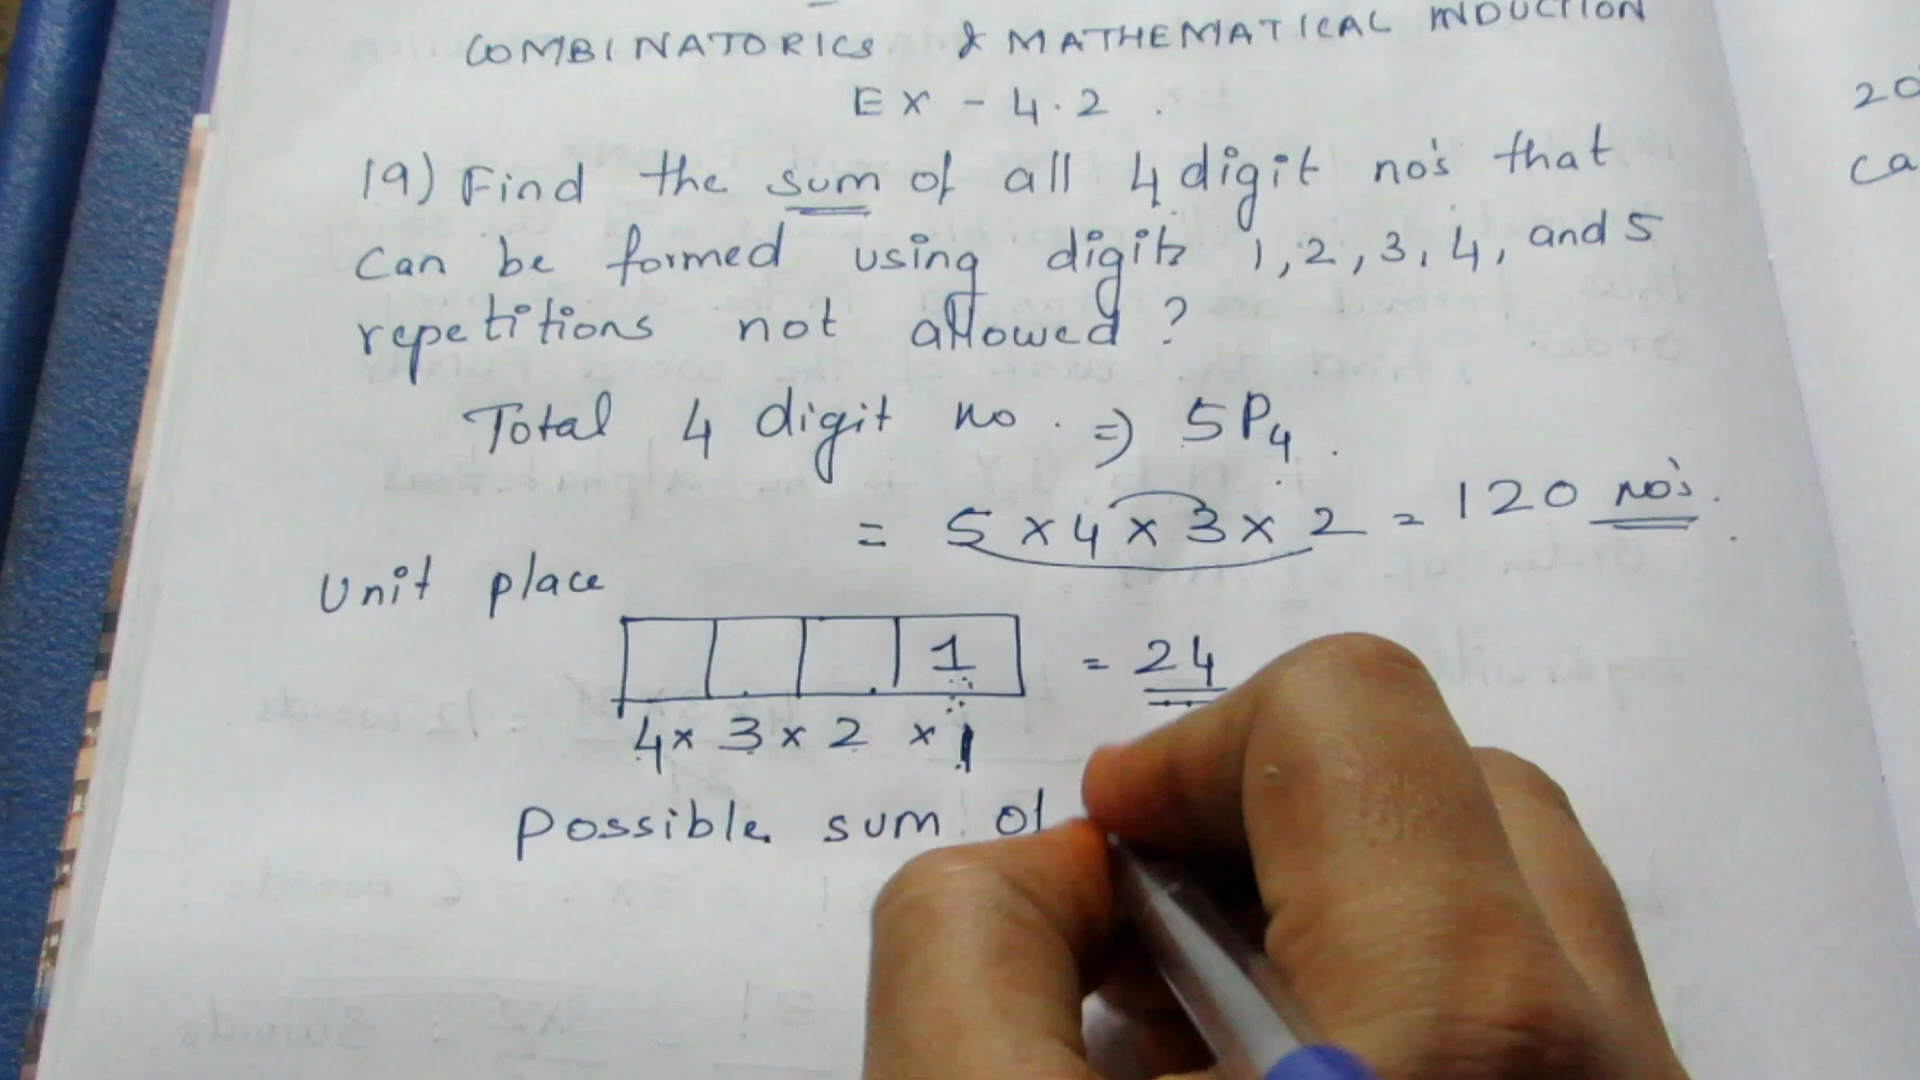 COMBINATORICS & MATHEMATICAL INDUCTION
EX - 4.2
19) Find the sum of all 4 digit no's that
can be formed using digits 1, 2, 3, 4, and 5
repetitions not allowed ?
Total 4 digit no. => 5P4.
= 5 x 4 x 3 x 2 = 120 No's.
Unit place
1 = 24
4 x 3 x 2 x 1
Possible sum of
20
ca